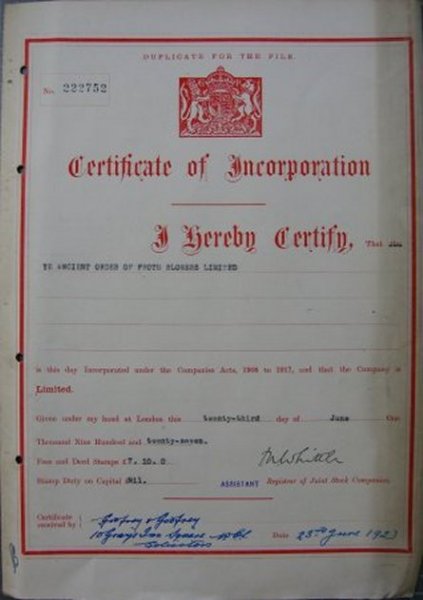 DUPLICATE FOR THE FILE.
No. 222752
Certificate of Incorporation
I Hereby Certify, That
YE ANCIENT ORDER OF FROTH BLOWERS LIMITED
is this day Incorporated under the Companies Acts, 1908 to 1917, and that the Company is
Limited.
Given under my hand at London this twenty-third day of June One
Thousand Nine Hundred and twenty-seven.
Fees and Deed Stamps £7.10.0
Stamp Duty on Capital £Nil.
ASSISTANT Registrar of Joint Stock Companies.
Certificate
received by
Godfrey & Godfrey
10 Grays Inn Square WC1
Solicitors
Date 23rd June 1927